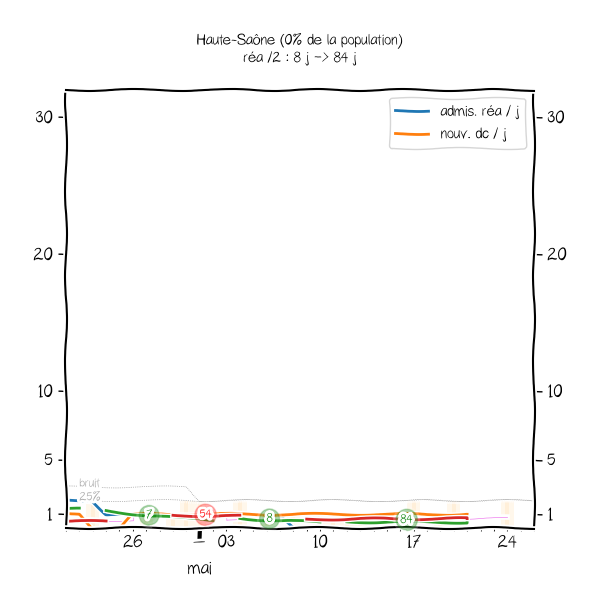 Haute-Saône (0% de la population)
réa /2 : 8 j -> 84 j
admis. réa / j
nouv. dc / j
30 30
20 20
10 10
5 5
bruit
25%
1 7 54 8 84 1
26 03 10 17 24
mai